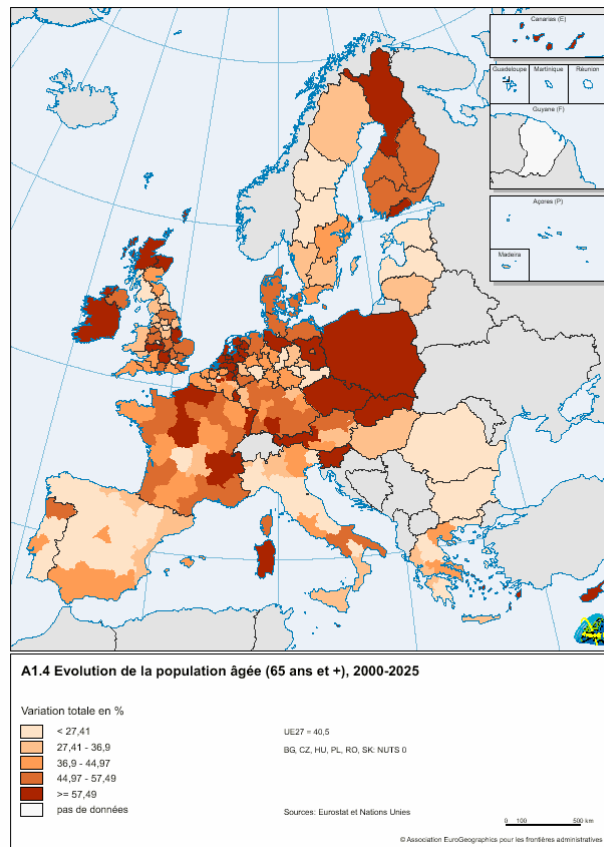 Canarias (E)
Guadeloupe Martinique Réunion
Guyane (F)
Açores (P)
Madeira
A1.4 Evolution de la population âgée (65 ans et +), 2000-2025
Variation totale en %
< 27,41
27,41 - 36,9
36,9 - 44,97
44,97 - 57,49
>= 57,49
pas de données
UE27 = 40,5
BG, CZ, HU, PL, RO, SK: NUTS 0
Sources: Eurostat et Nations Unies
0 100 500 km
© Association EuroGeographics pour les frontières administratives